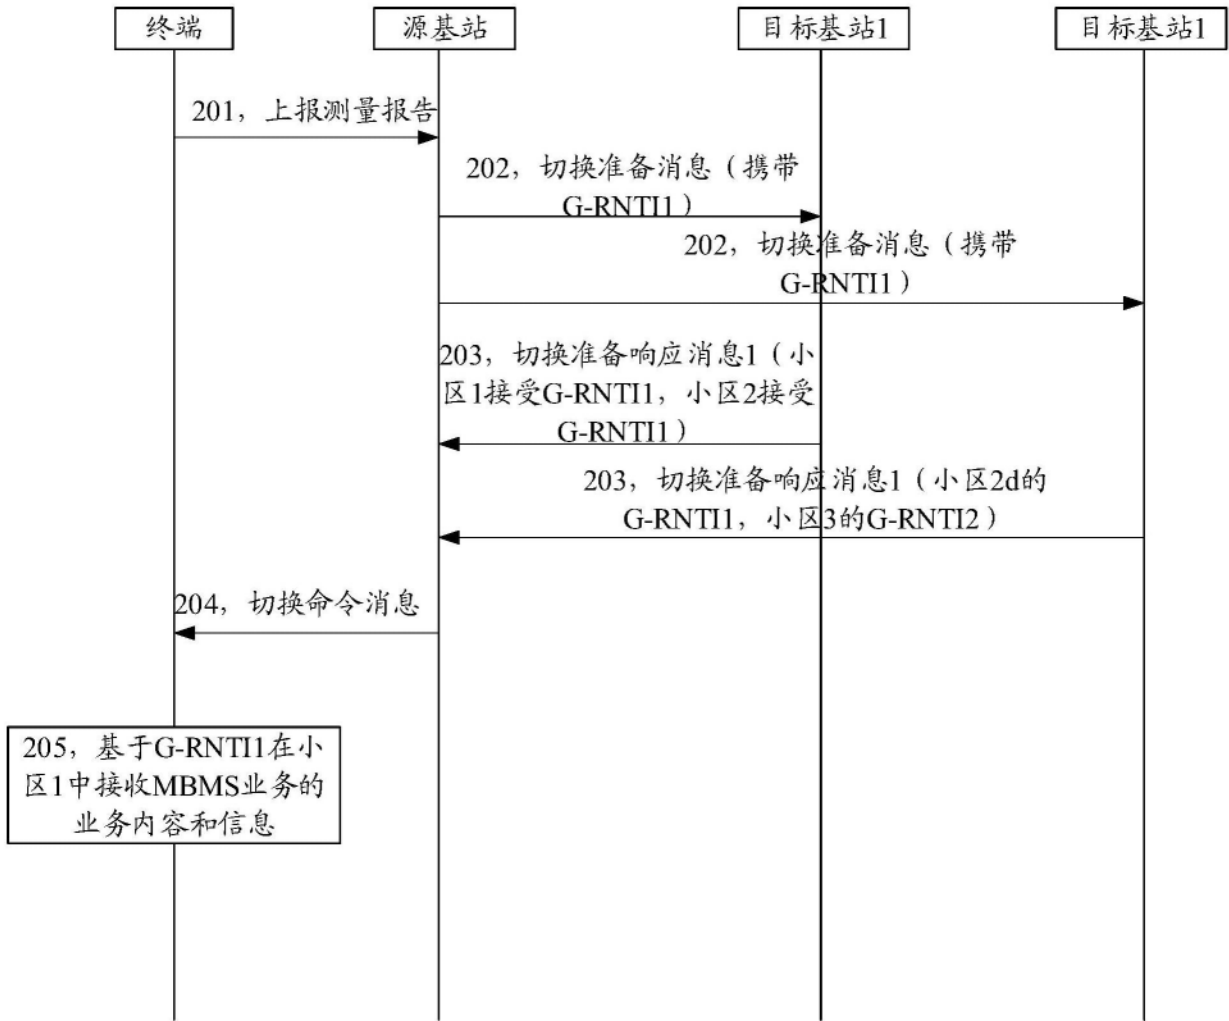 终端
源基站
目标基站1
目标基站1
201，上报测量报告
202，切换准备消息（携带
G-RNTI1）
202，切换准备消息（携带
G-RNTI1）
203，切换准备响应消息1（小
区1接受G-RNTI1，小区2接受
G-RNTI1）
203，切换准备响应消息1（小区2d的
G-RNTI1，小区3的G-RNTI2）
204，切换命令消息
205，基于G-RNTI1在小
区1中接收MBMS业务的
业务内容和信息